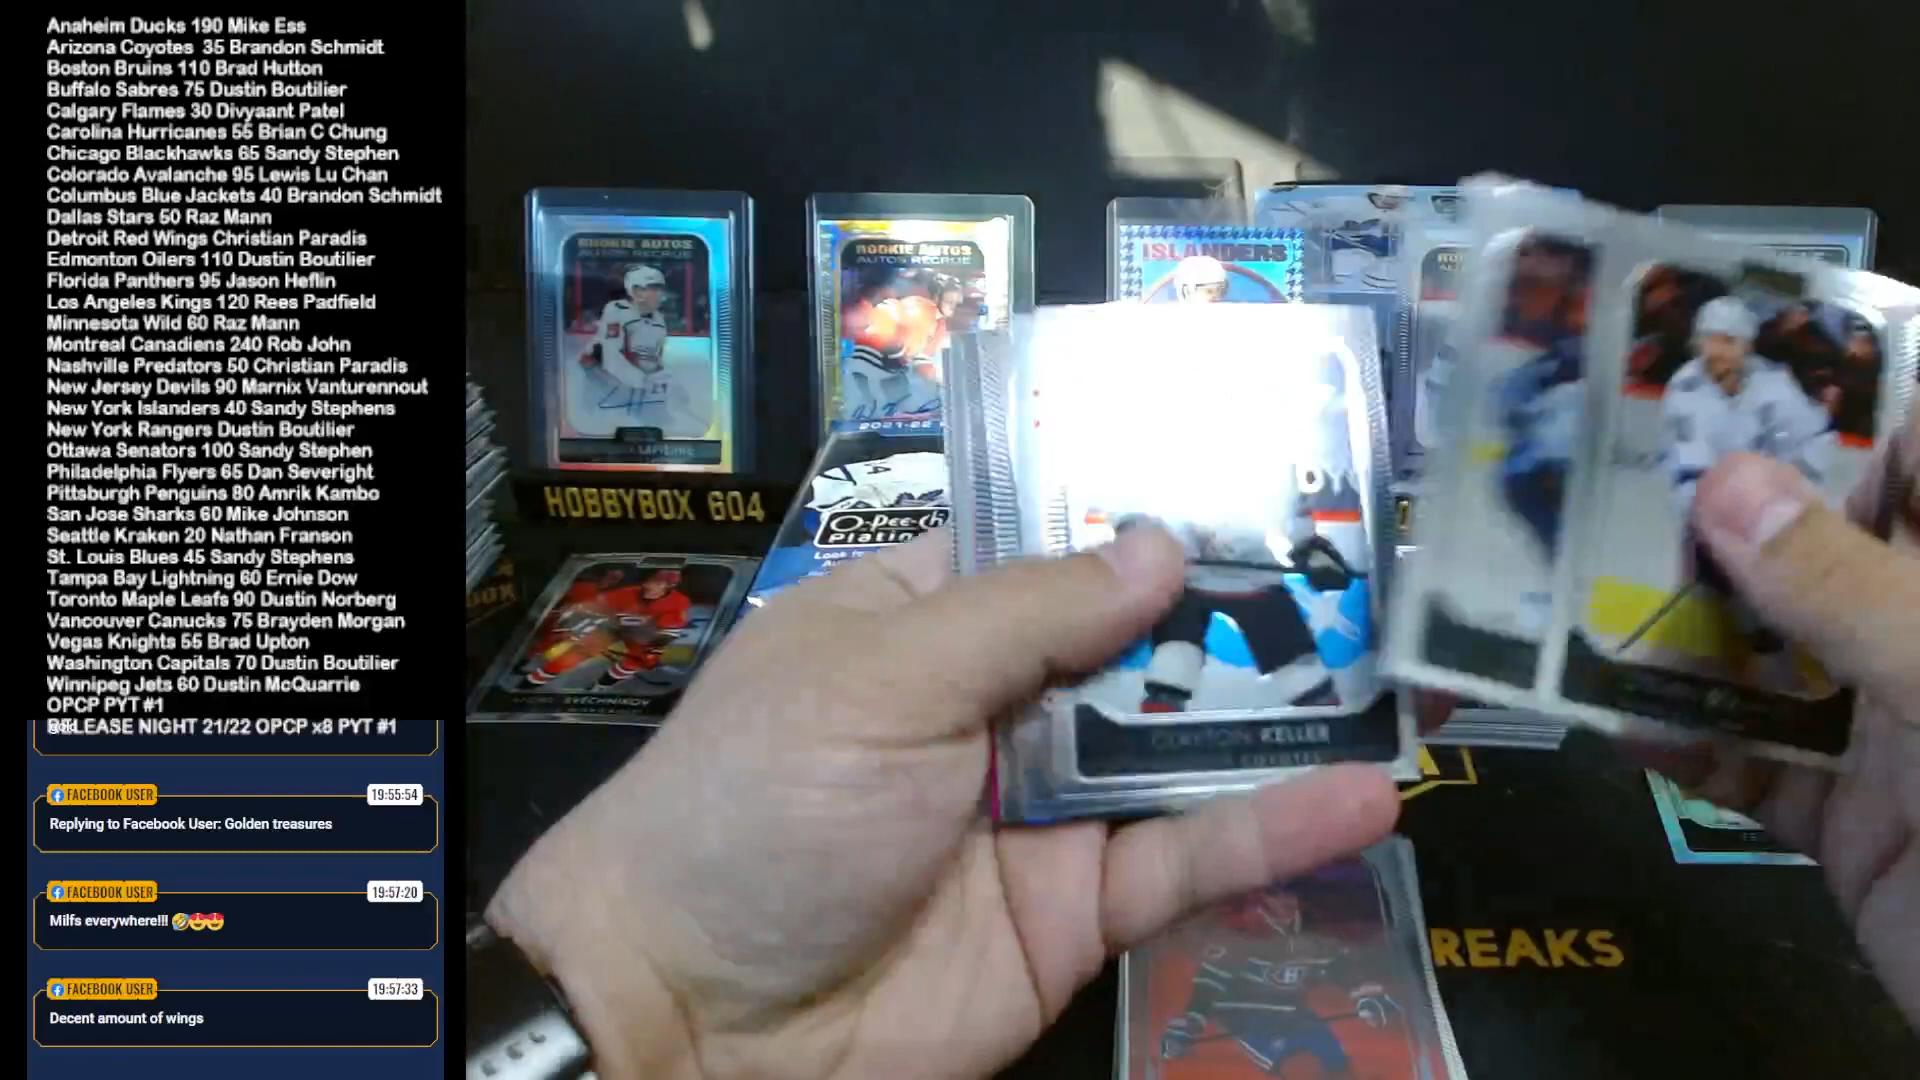 Anaheim Ducks 190 Mike Ess
Arizona Coyotes 35 Brandon Schmidt
Boston Bruins 110 Brad Hutton
Buffalo Sabres 75 Dustin Boutilier
Calgary Flames 30 Divyaant Patel
Carolina Hurricanes 55 Brian C Chung
Chicago Blackhawks 65 Sandy Stephen
Colorado Avalanche 95 Lewis Lu Chan
Columbus Blue Jackets 40 Brandon Schmidt
Dallas Stars 50 Raz Mann
Detroit Red Wings Christian Paradis
Edmonton Oilers 110 Dustin Boutilier
Florida Panthers 95 Jason Heflin
Los Angeles Kings 120 Rees Padfield
Minnesota Wild 60 Raz Mann
Montreal Canadiens 240 Rob John
Nashville Predators 50 Christian Paradis
New Jersey Devils 90 Marnix Vanturennout
New York Islanders 40 Sandy Stephens
New York Rangers Dustin Boutilier
Ottawa Senators 100 Sandy Stephen
Philadelphia Flyers 65 Dan Severight
Pittsburgh Penguins 80 Amrik Kambo
San Jose Sharks 60 Mike Johnson
Seattle Kraken 20 Nathan Franson
St. Louis Blues 45 Sandy Stephens
Tampa Bay Lightning 60 Ernie Dow
Toronto Maple Leafs 90 Dustin Norberg
Vancouver Canucks 75 Brayden Morgan
Vegas Knights 55 Brad Upton
Washington Capitals 70 Dustin Boutilier
Winnipeg Jets 60 Dustin McQuarrie
OPCP PYT #1
RELEASE NIGHT 21/22 OPCP x8 PYT #1
FACEBOOK USER 19:55:54
Replying to Facebook User: Golden treasures
FACEBOOK USER 19:57:20
Milfs everywhere!!! 🤣😍😍
FACEBOOK USER 19:57:33
Decent amount of wings
ROOKIE AUTOS
AUTOS RECRUE
ROOKIE AUTOS
AUTOS RECRUE
2021-22
ISLANDERS
HOBBYBOX 604
O-Pee-Ch
Platin
SVECHNIKOV
CLAYTON KELLER
COYOTES
REAKS